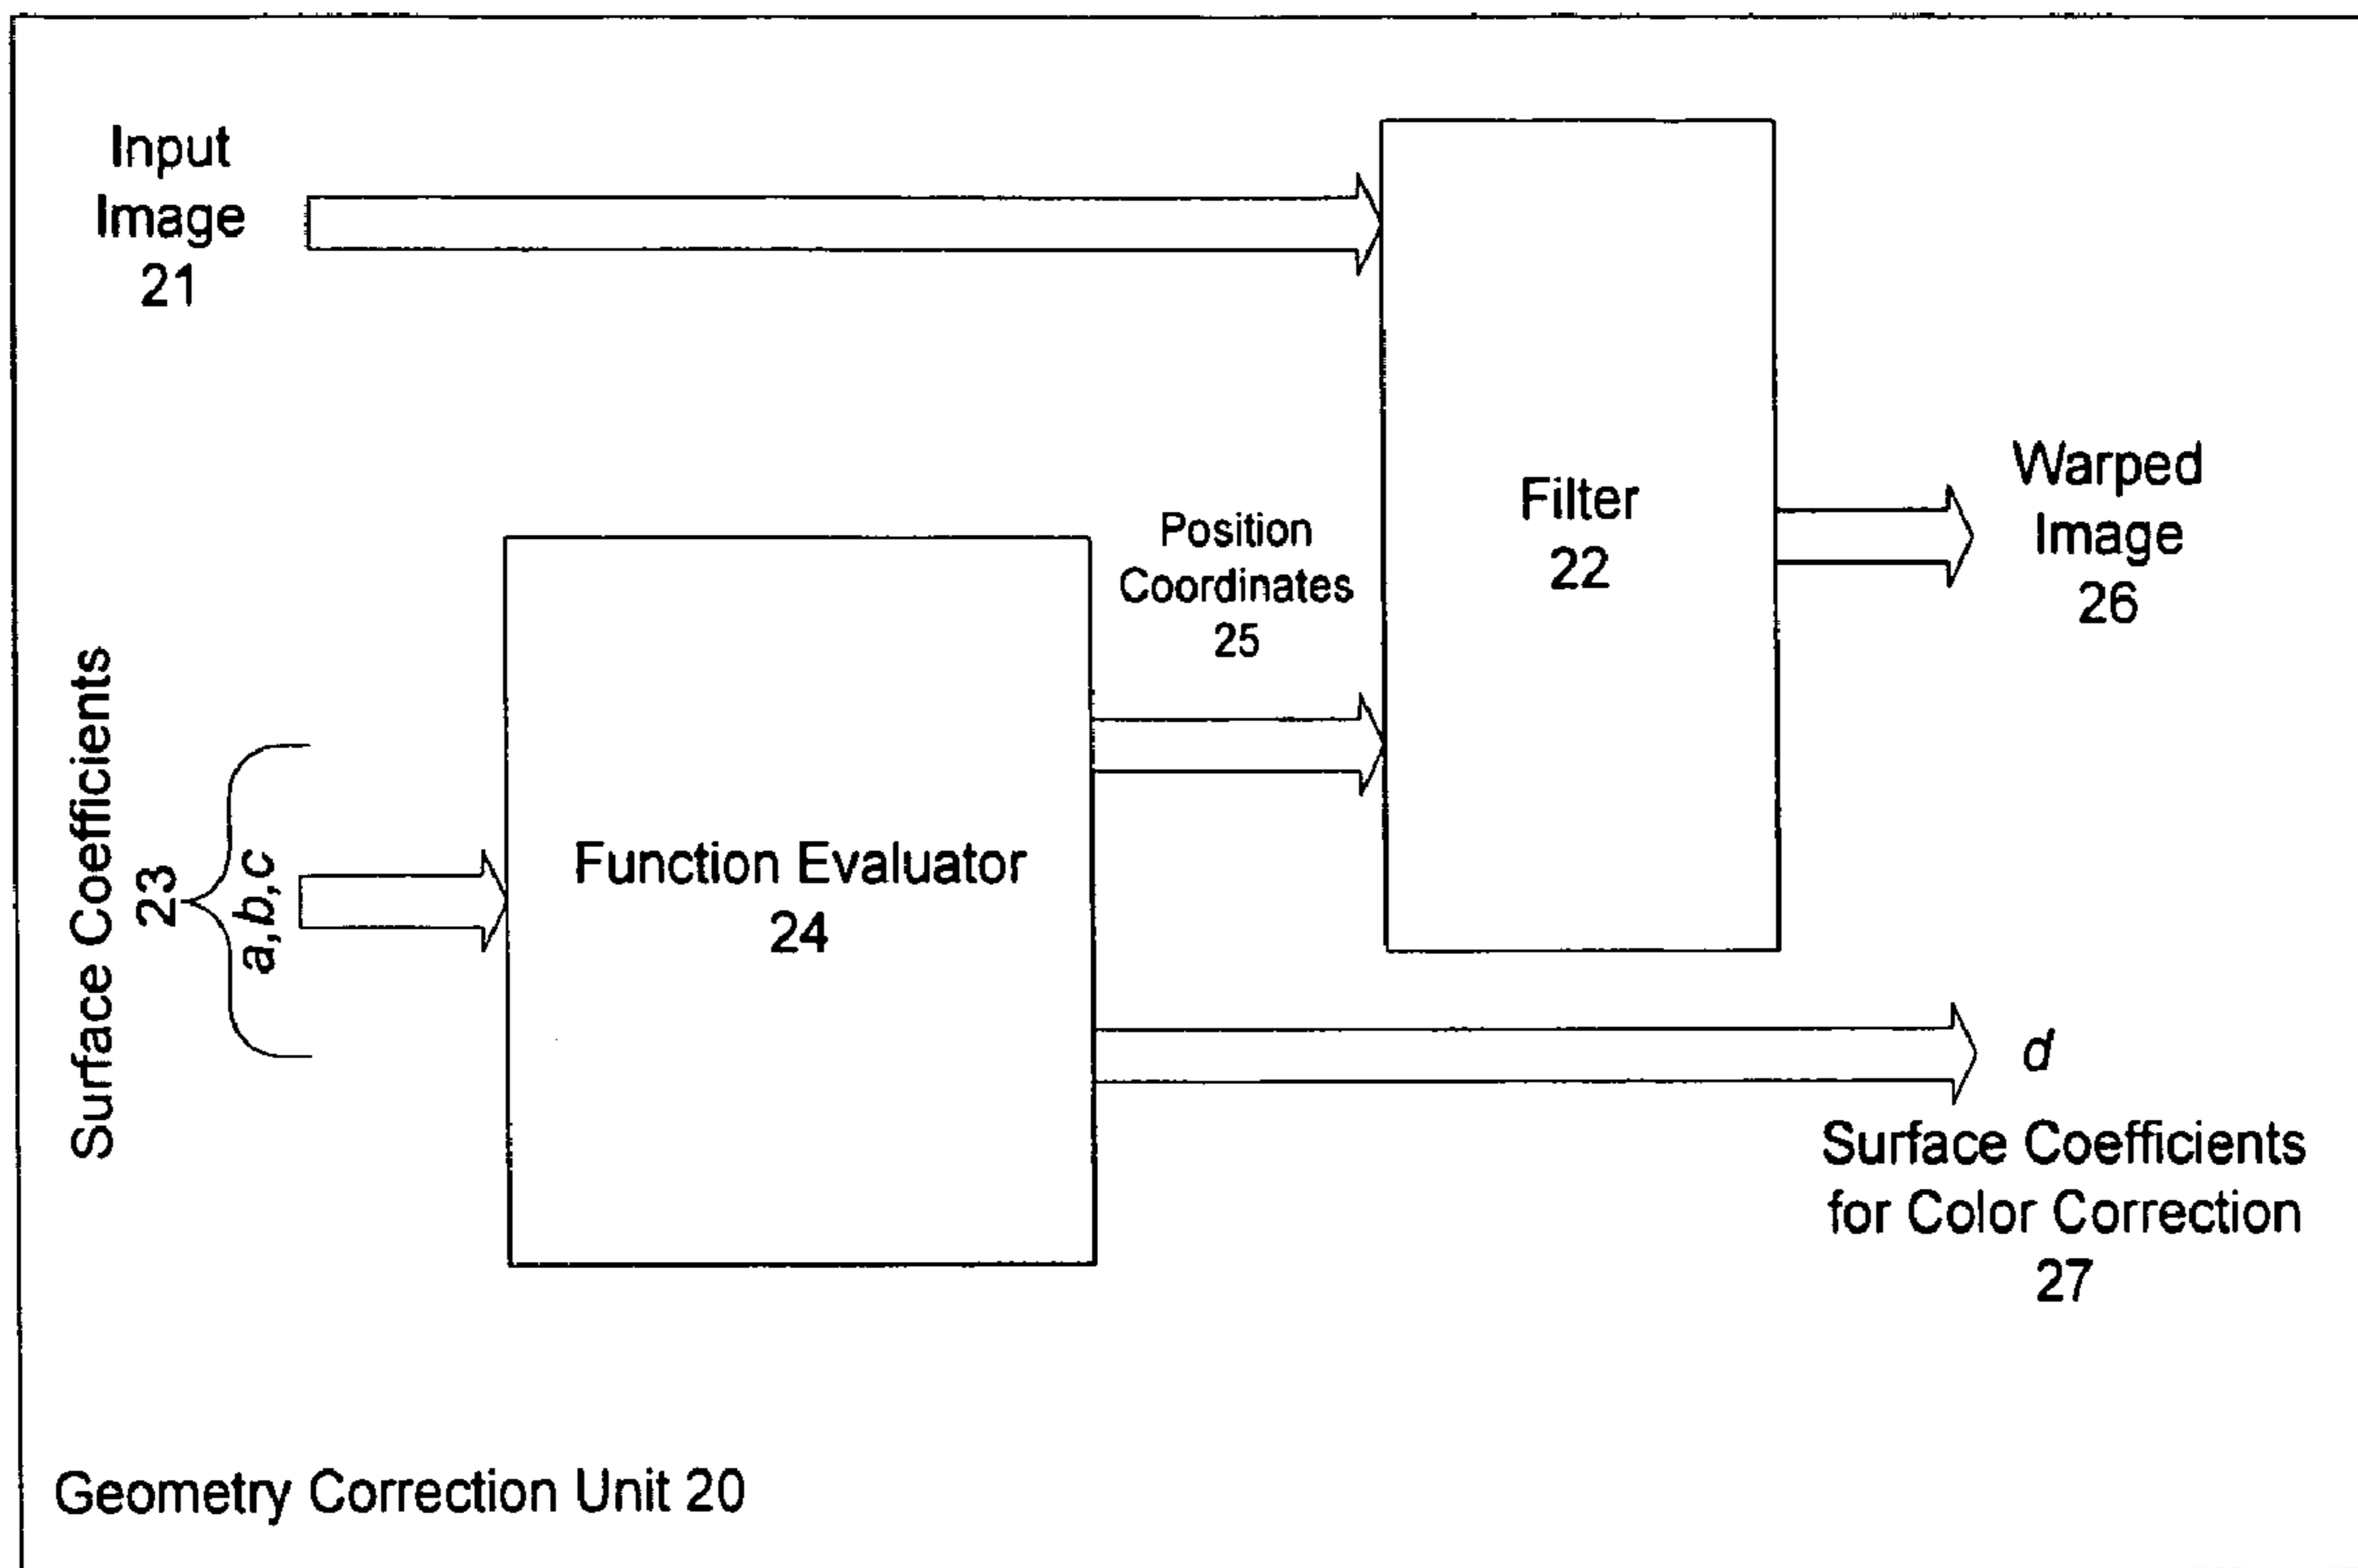 Input
Image
21
Filter
22
Warped
Image
26
Position
Coordinates
25
Surface Coefficients
23
a,b,c
Function Evaluator
24
d
Surface Coefficients
for Color Correction
27
Geometry Correction Unit 20